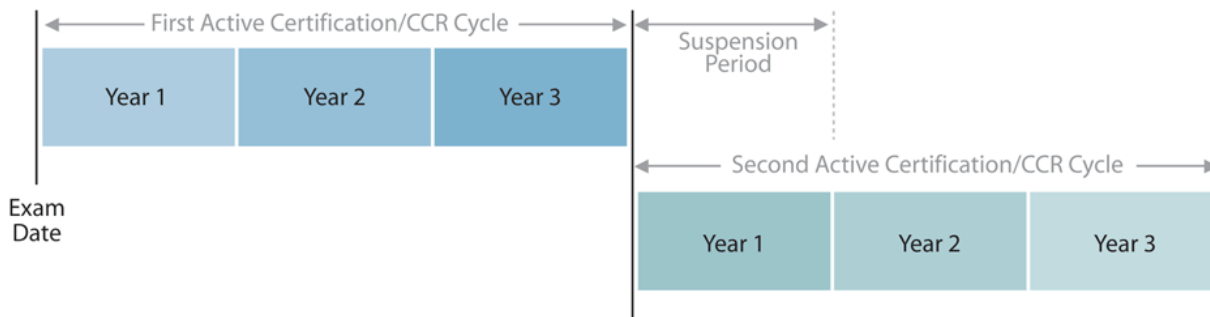 First Active Certification/CCR Cycle
Suspension
Period
Year 1
Year 2
Year 3
Second Active Certification/CCR Cycle
Exam
Date
Year 1
Year 2
Year 3